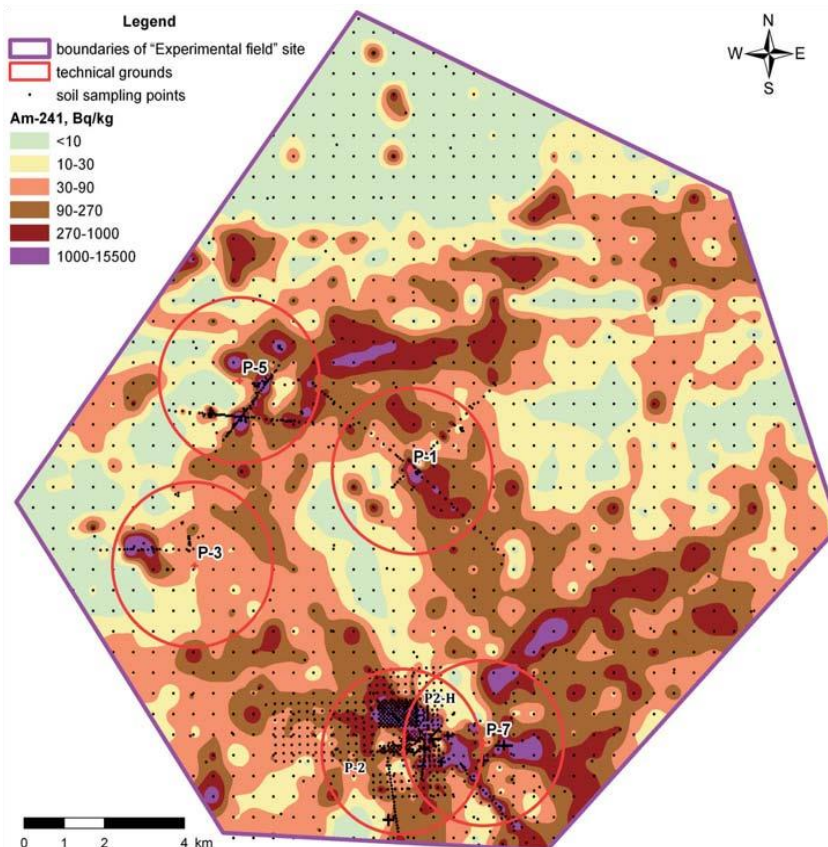 Legend
boundaries of “Experimental field” site
technical grounds
soil sampling points
Am-241, Bq/kg
<10
10-30
30-90
90-270
270-1000
1000-15500
N
W E
S
P-5
P-1
P-3
P2-H
P-7
P-2
0 1 2 4 km